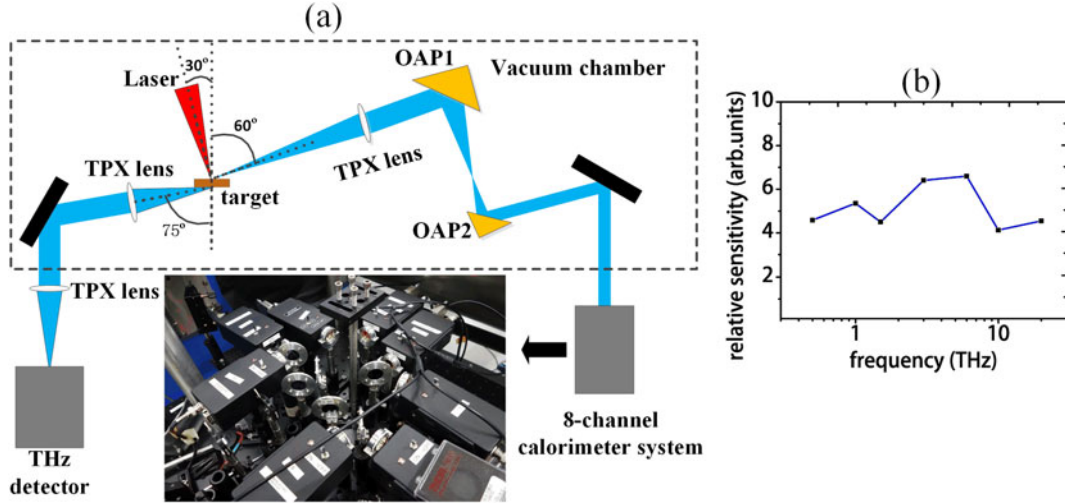 (a)
Laser
30°
OAP1
Vacuum chamber
60°
TPX lens
TPX lens
target
75°
OAP2
TPX lens
THz
detector
8-channel
calorimeter system
(b)
relative sensitivity (arb.units)
10
8
6
4
2
1
10
frequency (THz)